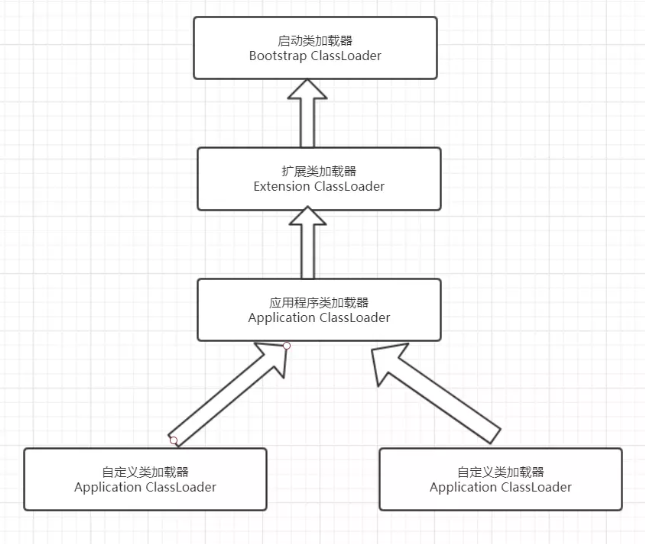 启动类加载器
Bootstrap ClassLoader
扩展类加载器
Extension ClassLoader
应用程序类加载器
Application ClassLoader
自定义类加载器
Application ClassLoader
自定义类加载器
Application ClassLoader